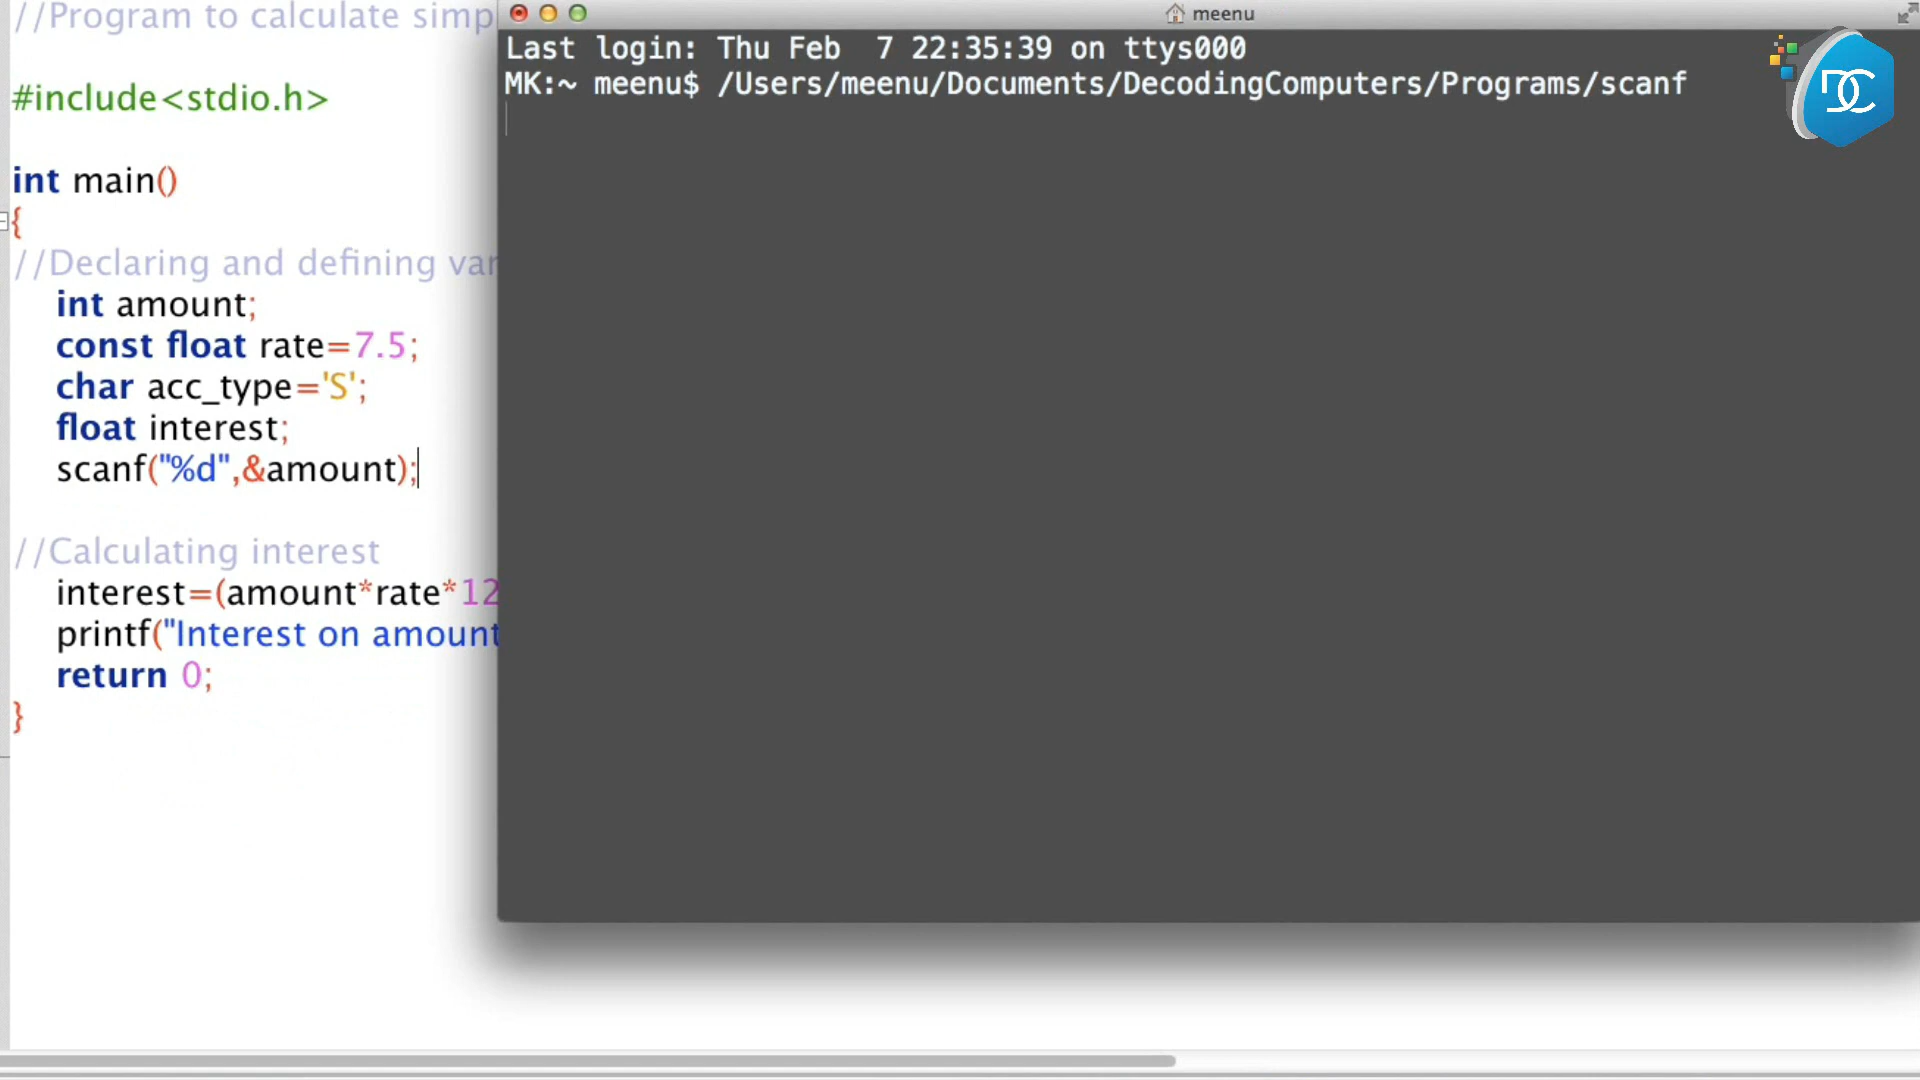 //Program to calculate simp
#include<stdio.h>
int main()
{
//Declaring and defining var
int amount;
const float rate=7.5;
char acc_type='S';
float interest;
scanf("%d",&amount);
//Calculating interest
interest=(amount*rate*12
printf("Interest on amount
return 0;
}
meenu
Last login: Thu Feb  7 22:35:39 on ttys000
MK:~ meenu$ /Users/meenu/Documents/DecodingComputers/Programs/scanf
DC